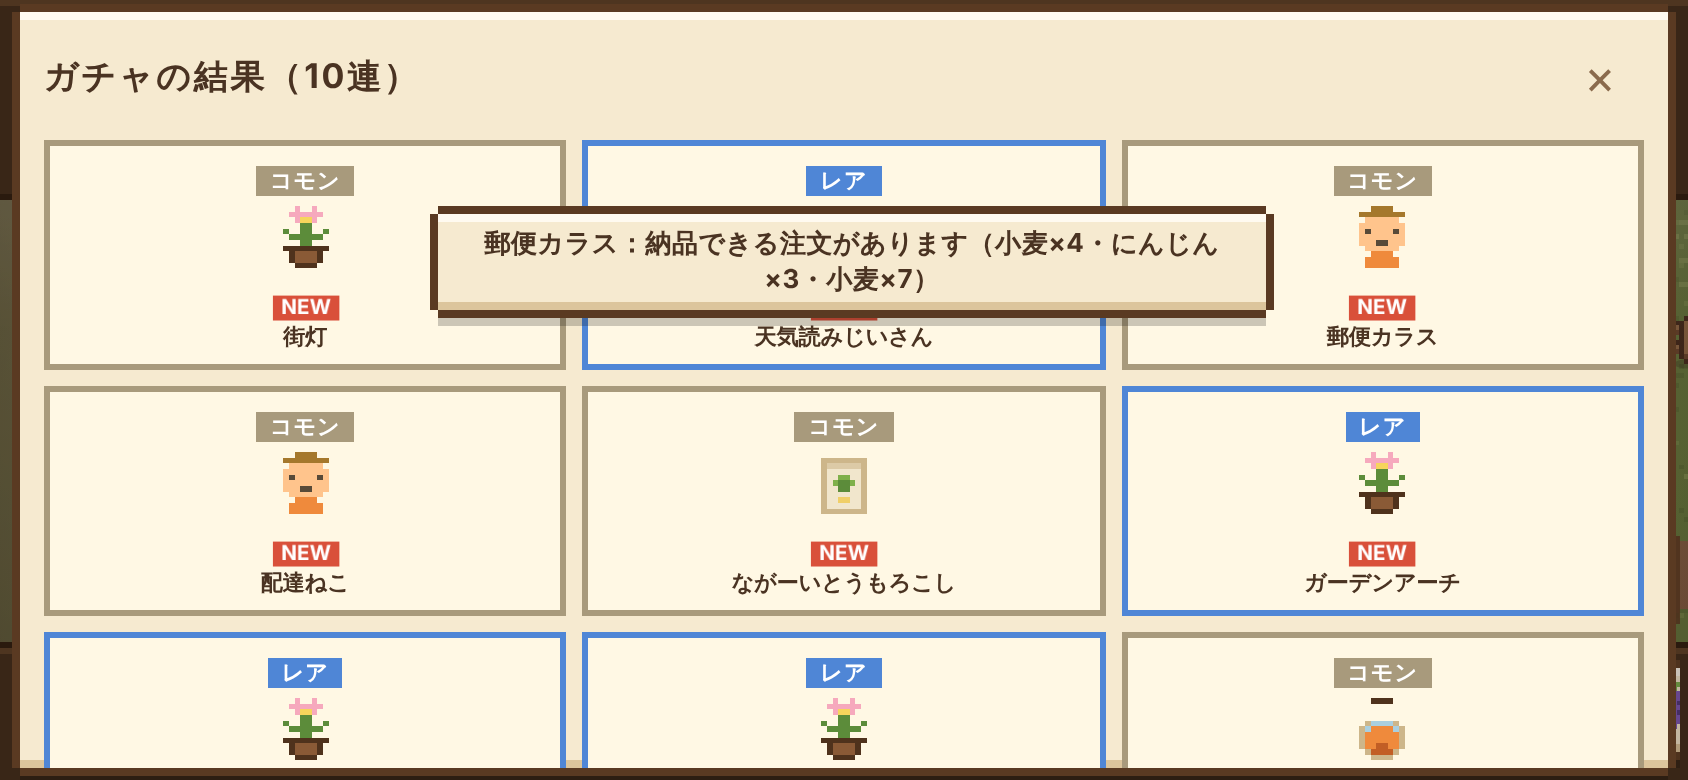 ガチャの結果（10連）
×
コモン
レア
コモン
郵便カラス：納品できる注文があります（小麦×4・にんじん
×3・小麦×7）
NEW
NEW
街灯
天気読みじいさん
郵便カラス
コモン
コモン
レア
NEW
NEW
NEW
配達ねこ
ながーいとうもろこし
ガーデンアーチ
レア
レア
コモン